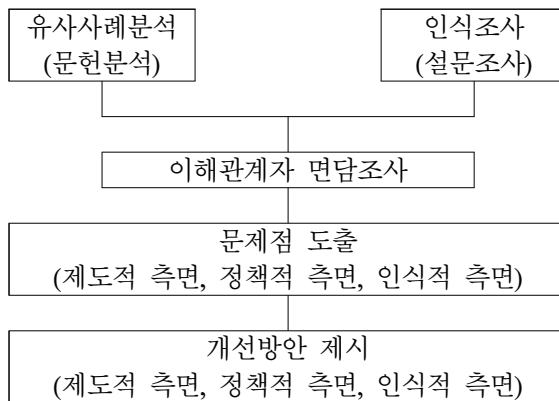 유사사례분석
(문헌분석)
인식조사
(설문조사)
이해관계자 면담조사
문제점 도출
(제도적 측면, 정책적 측면, 인식적 측면)
개선방안 제시
(제도적 측면, 정책적 측면, 인식적 측면)